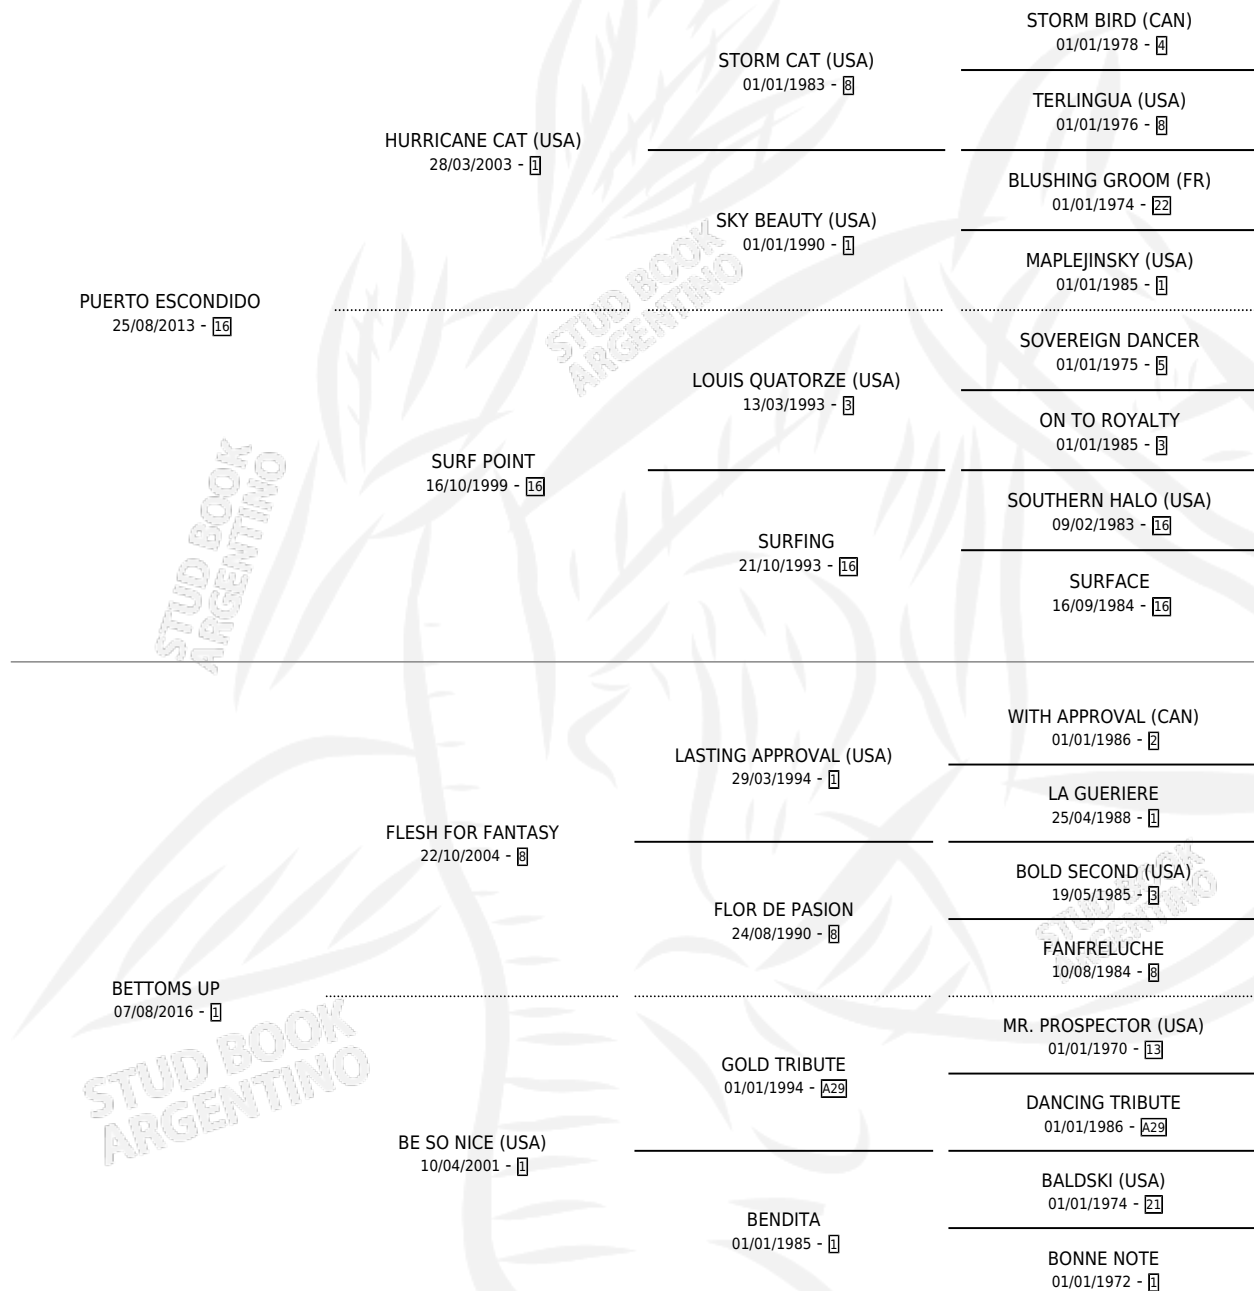 STORM BIRD (CAN)
01/01/1978 - 4
STORM CAT (USA)
01/01/1983 - 8
TERLINGUA (USA)
01/01/1976 - 8
HURRICANE CAT (USA)
28/03/2003 - 1
BLUSHING GROOM (FR)
01/01/1974 - 22
SKY BEAUTY (USA)
01/01/1990 - 1
MAPLEJINSKY (USA)
01/01/1985 - 1
PUERTO ESCONDIDO
25/08/2013 - 16
SOVEREIGN DANCER
01/01/1975 - 5
LOUIS QUATORZE (USA)
13/03/1993 - 3
ON TO ROYALTY
01/01/1985 - 3
SURF POINT
16/10/1999 - 16
SOUTHERN HALO (USA)
09/02/1983 - 16
SURFING
21/10/1993 - 16
SURFACE
16/09/1984 - 16
WITH APPROVAL (CAN)
01/01/1986 - 2
LASTING APPROVAL (USA)
29/03/1994 - 1
LA GUERIERE
25/04/1988 - 1
FLESH FOR FANTASY
22/10/2004 - 8
BOLD SECOND (USA)
19/05/1985 - 3
FLOR DE PASION
24/08/1990 - 8
FANFRELUCHE
10/08/1984 - 8
BETTOMS UP
07/08/2016 - 1
MR. PROSPECTOR (USA)
01/01/1970 - 13
GOLD TRIBUTE
01/01/1994 - A29
DANCING TRIBUTE
01/01/1986 - A29
BE SO NICE (USA)
10/04/2001 - 1
BALDSKI (USA)
01/01/1974 - 21
BENDITA
01/01/1985 - 1
BONNE NOTE
01/01/1972 - 1
STUD BOOK
ARGENTINO
STUD BOOK
ARGENTINO
STUD BOOK
ARGENTINO
STUD BOOK
ARGENTINO